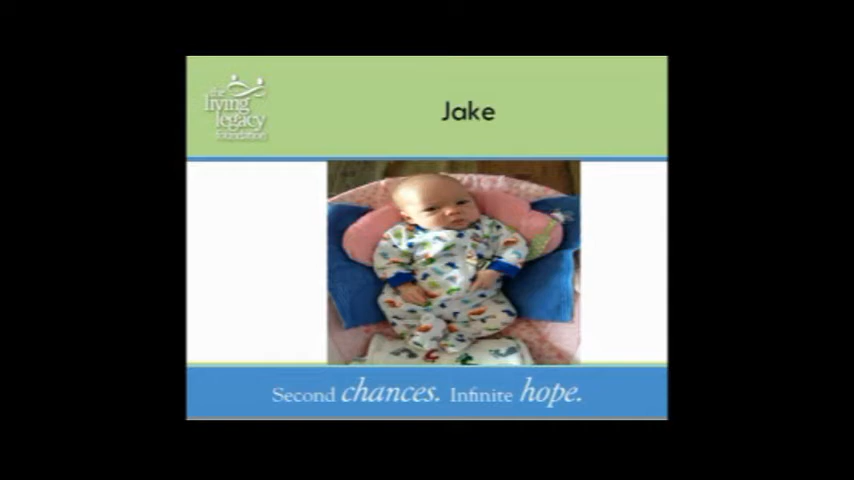 the
living
legacy
foundation
Jake
Second chances. Infinite hope.